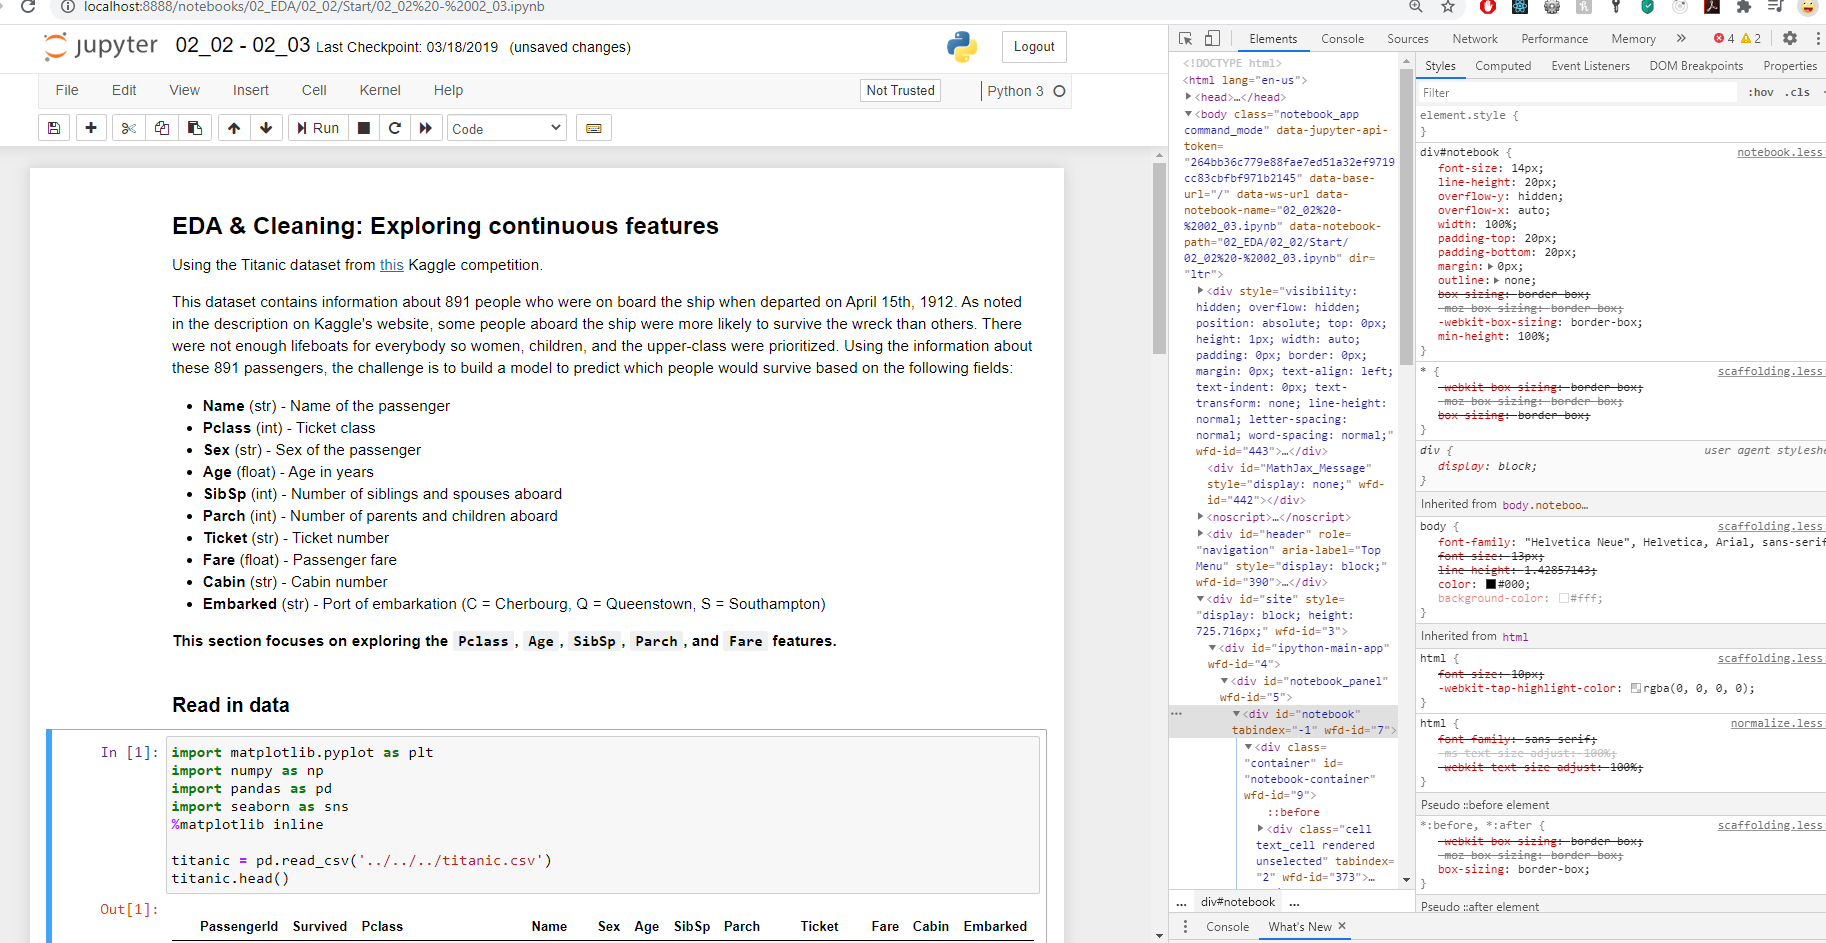 localhost:8888/notebooks/02_EDA/02_02/Start/02_02%20-%2002_03.ipynb
jupyter 02_02 - 02_03 Last Checkpoint: 03/18/2019 (unsaved changes)
Logout
File Edit View Insert Cell Kernel Help
Not Trusted Python 3
Run Code
EDA & Cleaning: Exploring continuous features
Using the Titanic dataset from this Kaggle competition.
This dataset contains information about 891 people who were on board the ship when departed on April 15th, 1912. As noted
in the description on Kaggle's website, some people aboard the ship were more likely to survive the wreck than others. There
were not enough lifeboats for everybody so women, children, and the upper-class were prioritized. Using the information about
these 891 passengers, the challenge is to build a model to predict which people would survive based on the following fields:
• Name (str) - Name of the passenger
• Pclass (int) - Ticket class
• Sex (str) - Sex of the passenger
• Age (float) - Age in years
• SibSp (int) - Number of siblings and spouses aboard
• Parch (int) - Number of parents and children aboard
• Ticket (str) - Ticket number
• Fare (float) - Passenger fare
• Cabin (str) - Cabin number
• Embarked (str) - Port of embarkation (C = Cherbourg, Q = Queenstown, S = Southampton)
This section focuses on exploring the Pclass, Age, SibSp, Parch, and Fare features.
Read in data
In [1]:
import matplotlib.pyplot as plt
import numpy as np
import pandas as pd
import seaborn as sns
%matplotlib inline
titanic = pd.read_csv('../../../titanic.csv')
titanic.head()
Out[1]:
PassengerId Survived Pclass Name Sex Age SibSp Parch Ticket Fare Cabin Embarked
Elements Console Sources Network Performance Memory » 4 2
<!DOCTYPE html>
<html lang="en-us">
<head>…</head>
<body class="notebook_app
command_mode" data-jupyter-api-
token=
"264bb36c779e88fae7ed51a32ef9719
cc83cbfbf971b2145" data-base-
url="/" data-ws-url data-
notebook-name="02_02%20-
%2002_03.ipynb" data-notebook-
path="02_EDA/02_02/Start/
02_02%20-%2002_03.ipynb" dir=
"ltr">
<div style="visibility:
hidden; overflow: hidden;
position: absolute; top: 0px;
height: 1px; width: auto;
padding: 0px; border: 0px;
margin: 0px; text-align: left;
text-indent: 0px; text-
transform: none; line-height:
normal; letter-spacing:
normal; word-spacing: normal;"
wfd-id="443">…</div>
<div id="MathJax_Message"
style="display: none;" wfd-
id="442"></div>
<noscript>…</noscript>
<div id="header" role=
"navigation" aria-label="Top
Menu" style="display: block;"
wfd-id="390">…</div>
<div id="site" style=
"display: block; height:
725.716px;" wfd-id="3">
<div id="ipython-main-app"
wfd-id="4">
<div id="notebook_panel"
wfd-id="5">
<div id="notebook"
tabindex="-1" wfd-id="7">
<div class=
"container" id=
"notebook-container"
wfd-id="9">
::before
<div class="cell
text_cell rendered
unselected" tabindex=
"2" wfd-id="373">…
... div#notebook ...
Console What's New ×
Styles Computed Event Listeners DOM Breakpoints Properties
Filter :hov .cls
element.style {
}
div#notebook { notebook.less:
font-size: 14px;
line-height: 20px;
overflow-y: hidden;
overflow-x: auto;
width: 100%;
padding-top: 20px;
padding-bottom: 20px;
margin: 0px;
outline: none;
box-sizing: border-box;
-moz-box-sizing: border-box;
-webkit-box-sizing: border-box;
min-height: 100%;
}
* { scaffolding.less:
-webkit-box-sizing: border-box;
-moz-box-sizing: border-box;
box-sizing: border-box;
}
div { user agent styleshe
display: block;
}
Inherited from body.noteboo…
body { scaffolding.less:
font-family: "Helvetica Neue", Helvetica, Arial, sans-serif
font-size: 13px;
line-height: 1.42857143;
color: #000;
background-color: #fff;
}
Inherited from html
html { scaffolding.less:
font-size: 10px;
-webkit-tap-highlight-color: rgba(0, 0, 0, 0);
}
html { normalize.less:
font-family: sans-serif;
-ms-text-size-adjust: 100%;
-webkit-text-size-adjust: 100%;
}
Pseudo ::before element
*:before, *:after { scaffolding.less:
-webkit-box-sizing: border-box;
-moz-box-sizing: border-box;
box-sizing: border-box;
}
Pseudo ::after element